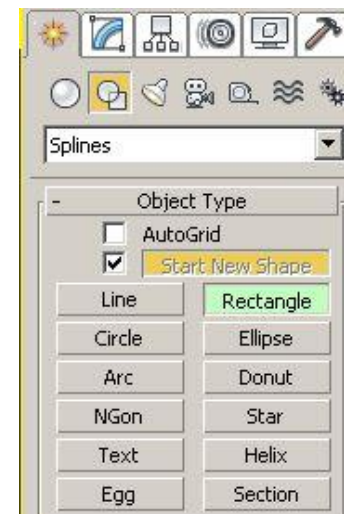 Splines
- Object Type
AutoGrid
Start New Shape
Line Rectangle
Circle Ellipse
Arc Donut
NGon Star
Text Helix
Egg Section